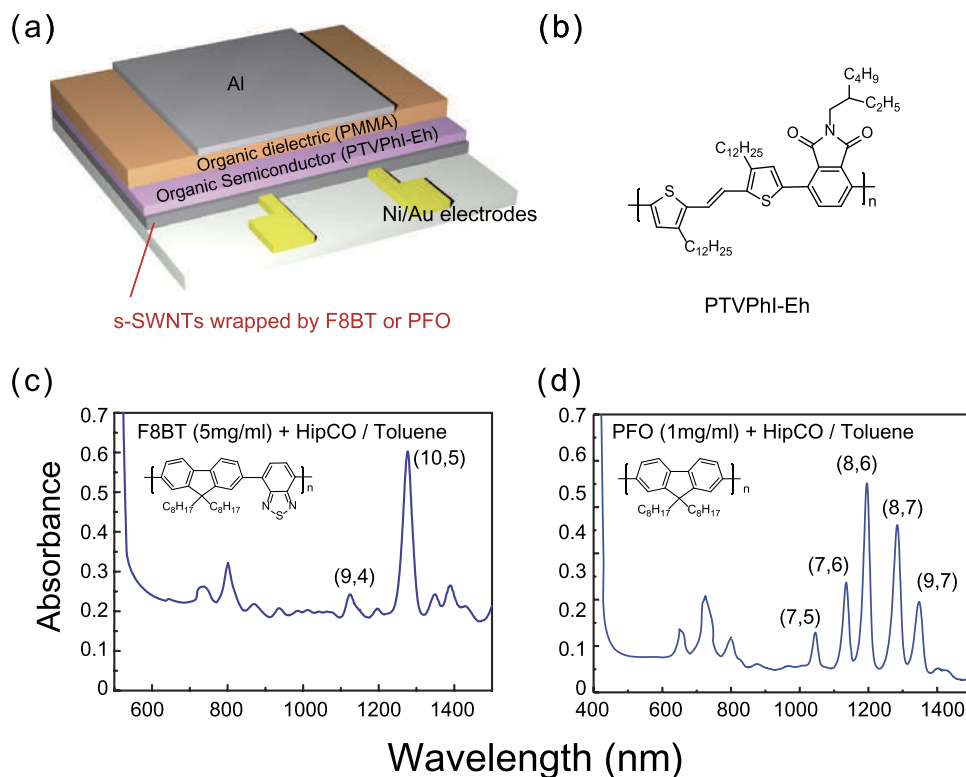 (a)
Al
Organic dielectric (PMMA)
Organic Semiconductor (PTVPhI-Eh)
Ni/Au electrodes
s-SWNTs wrapped by F8BT or PFO
(b)
C4H9
C2H5
N
O
O
C12H25
S
S
n
C12H25
PTVPhI-Eh
(c)
0.7
0.6
0.5
0.4
0.3
0.2
0.1
0
F8BT (5mg/ml) + HipCO / Toluene
n
C8H17
C8H17
N
S
N
(10,5)
(9,4)
600
800
1000
1200
1400
(d)
0.7
0.6
0.5
0.4
0.3
0.2
0.1
0
PFO (1mg/ml) + HipCO / Toluene
n
C8H17
C8H17
(8,6)
(8,7)
(7,6)
(9,7)
(7,5)
400
600
800
1000
1200
1400
Absorbance
Wavelength (nm)